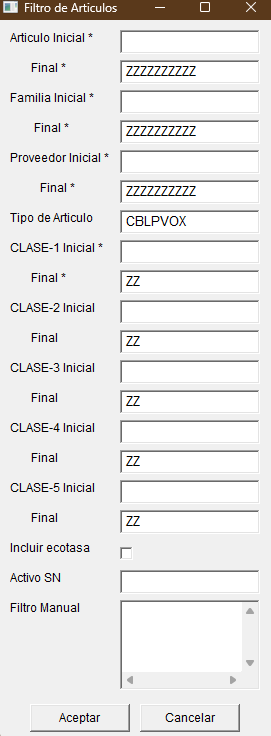 Filtro de Articulos
Articulo Inicial *
Final * ZZZZZZZZZZ
Familia Inicial *
Final * ZZZZZZZZZZ
Proveedor Inicial *
Final * ZZZZZZZZZZ
Tipo de Articulo CBLPVOX
CLASE-1 Inicial *
Final * ZZ
CLASE-2 Inicial
Final ZZ
CLASE-3 Inicial
Final ZZ
CLASE-4 Inicial
Final ZZ
CLASE-5 Inicial
Final ZZ
Incluir ecotasa
Activo SN
Filtro Manual
Aceptar Cancelar